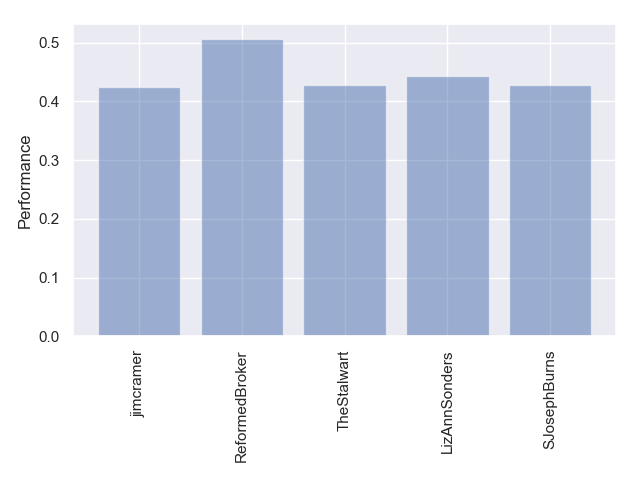 0.5
0.4
0.3
0.2
0.1
0.0
Performance
jimcramer
ReformedBroker
TheStalwart
LizAnnSonders
SJosephBurns